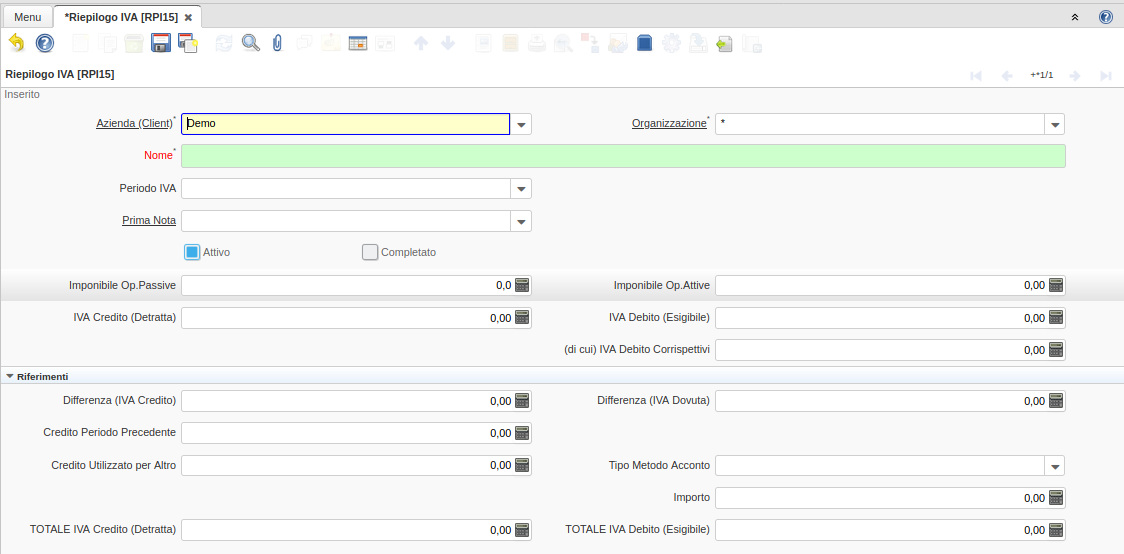 Menu *Riepilogo IVA [RPI15]
Riepilogo IVA [RPI15] +*1/1
Inserito
Azienda (Client)* Demo Organizzazione* *
Nome*
Periodo IVA
Prima Nota
Attivo Completato
Imponibile Op.Passive 0,0 Imponibile Op.Attive 0,00
IVA Credito (Detratta) 0,00 IVA Debito (Esigibile) 0,00
(di cui) IVA Debito Corrispettivi 0,00
Riferimenti
Differenza (IVA Credito) 0,00 Differenza (IVA Dovuta) 0,00
Credito Periodo Precedente 0,00
Credito Utilizzato per Altro 0,00 Tipo Metodo Acconto
Importo 0,00
TOTALE IVA Credito (Detratta) 0,00 TOTALE IVA Debito (Esigibile) 0,00